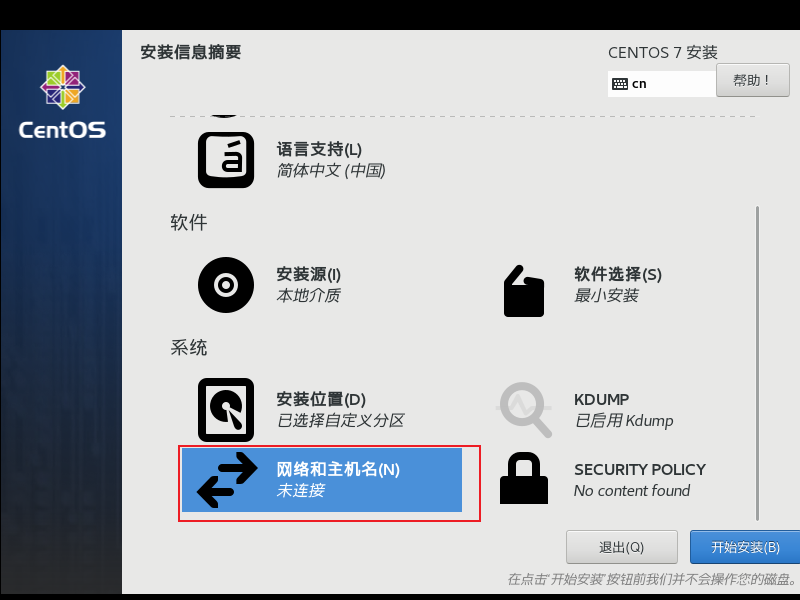 安装信息摘要
CENTOS 7 安装
cn
帮助！
CentOS
á
语言支持(L)
简体中文 (中国)
软件
安装源(I)
本地介质
软件选择(S)
最小安装
系统
安装位置(D)
已选择自定义分区
KDUMP
已启用 Kdump
网络和主机名(N)
未连接
SECURITY POLICY
No content found
退出(Q)
开始安装(B)
在点击'开始安装'按钮前我们并不会操作您的磁盘。